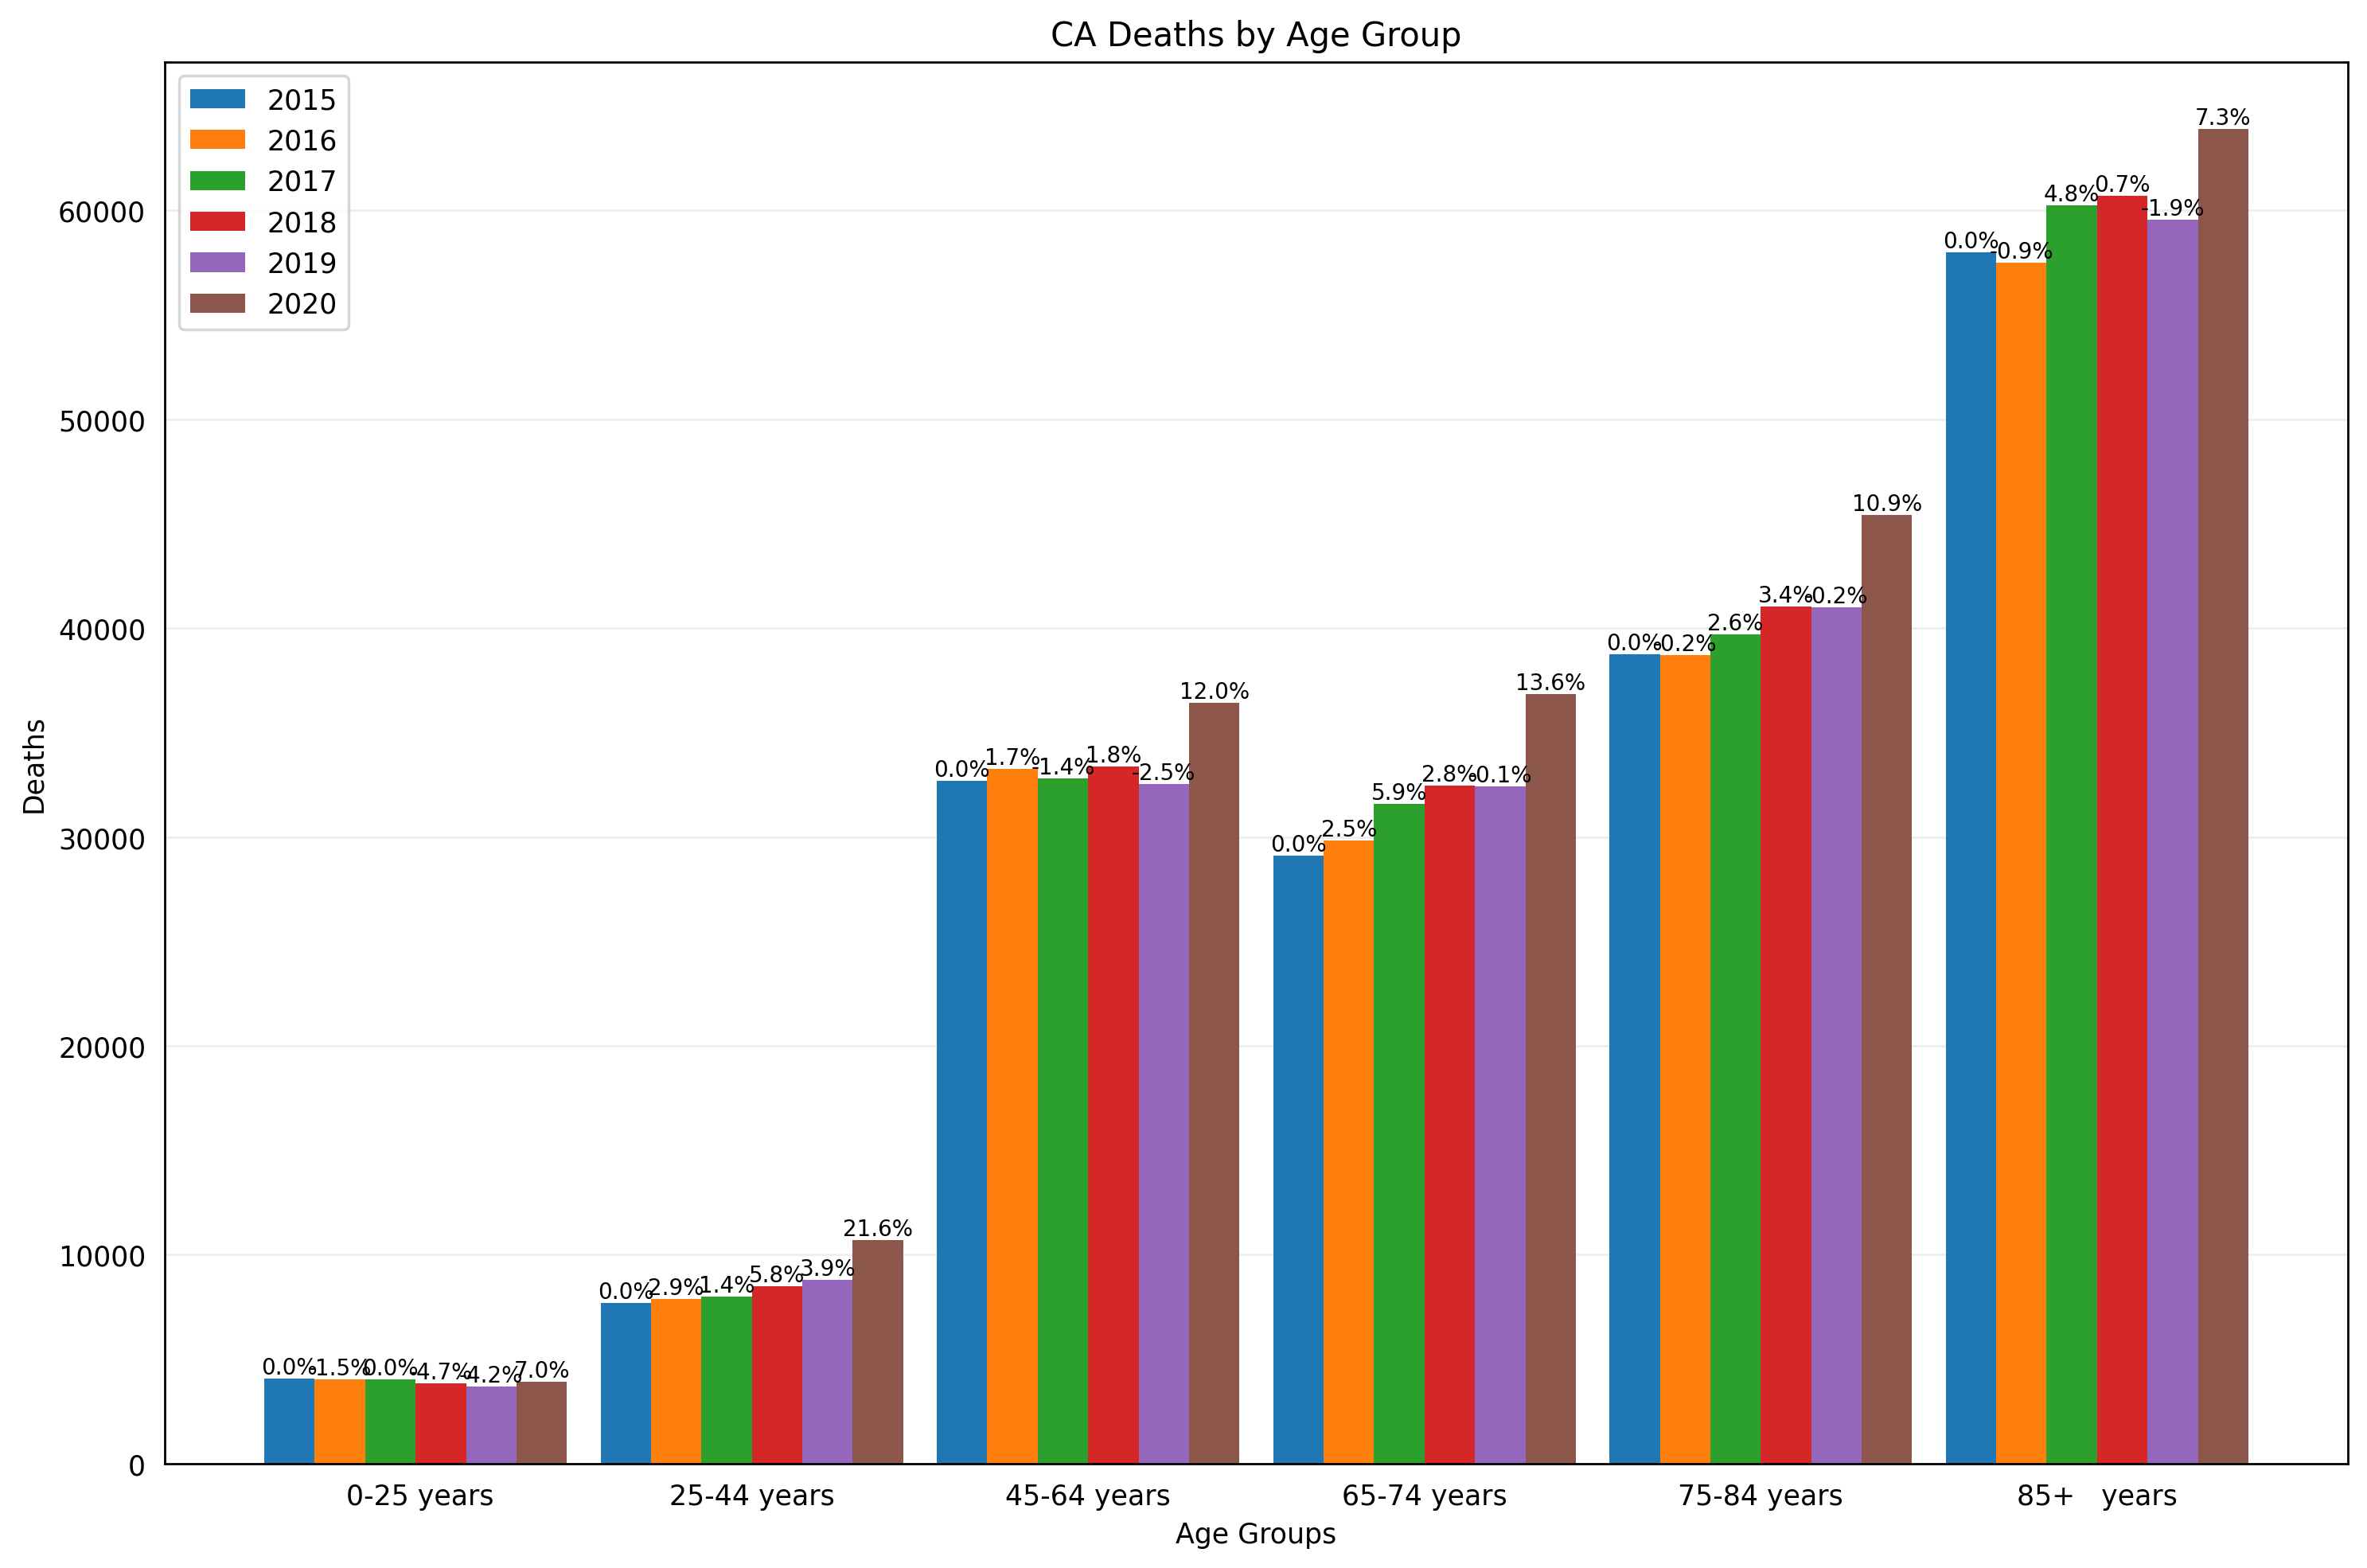 CA Deaths by Age Group
2015
2016
2017
2018
2019
2020
Deaths
60000
50000
40000
30000
20000
10000
0
0.0% -1.5% 0.0% -4.7% -4.2% 7.0%
0.0% 2.9% 1.4% 5.8% 3.9% 21.6%
0.0% 1.7% -1.4% 1.8% -2.5% 12.0%
0.0% 2.5% 5.9% 2.8% -0.1% 13.6%
0.0% -0.2% 2.6% 3.4% -0.2% 10.9%
0.0% -0.9% 4.8% 0.7% -1.9% 7.3%
0-25 years 25-44 years 45-64 years 65-74 years 75-84 years 85+ years
Age Groups